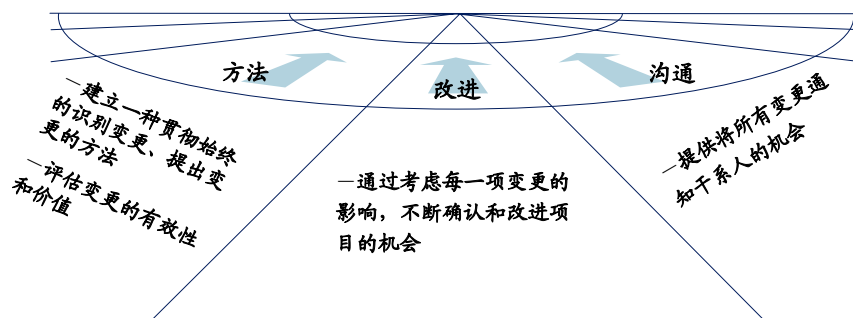 方法
改进
沟通
–建立一种贯彻始终
的识别变更、提出变
更的方法
–评估变更的有效性
和价值
–通过考虑每一项变更的
影响，不断确认和改进项
目的机会
–提供将所有变更通
知干系人的机会